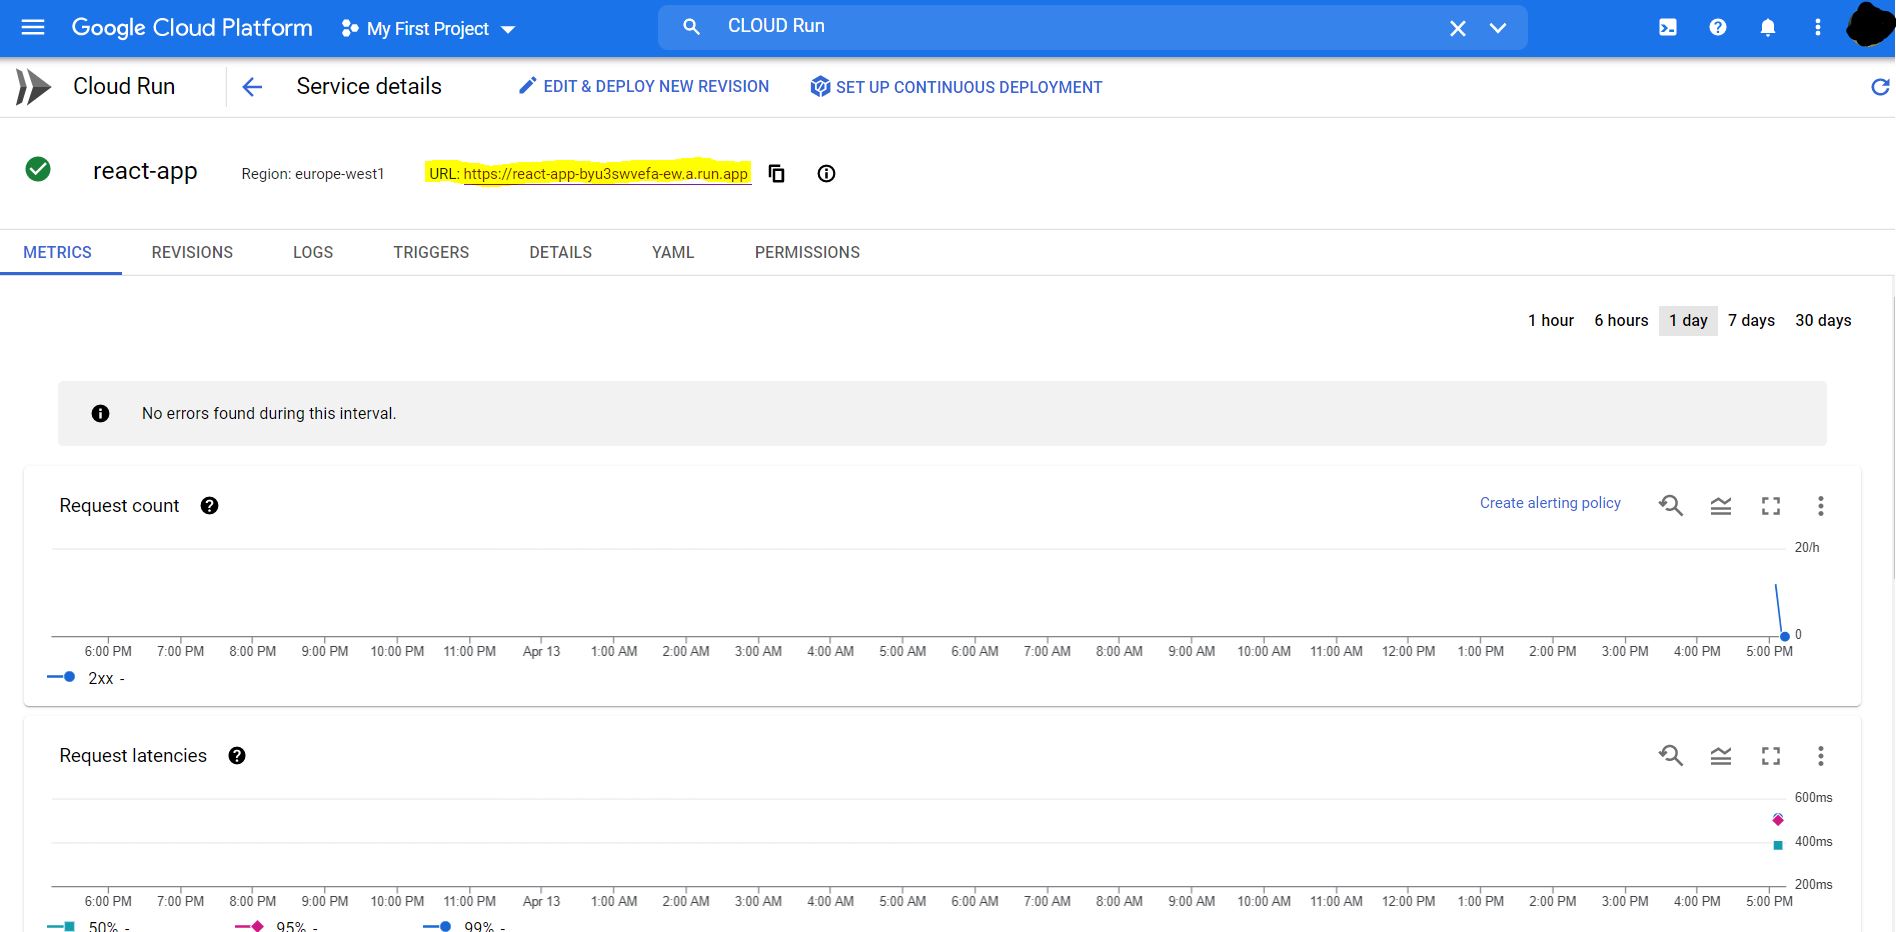 Google Cloud Platform My First Project CLOUD Run
Cloud Run Service details EDIT & DEPLOY NEW REVISION SET UP CONTINUOUS DEPLOYMENT
react-app Region: europe-west1 URL: https://react-app-byu3swvefa-ew.a.run.app
METRICS REVISIONS LOGS TRIGGERS DETAILS YAML PERMISSIONS
1 hour 6 hours 1 day 7 days 30 days
No errors found during this interval.
Request count Create alerting policy
20/h
0
6:00 PM 7:00 PM 8:00 PM 9:00 PM 10:00 PM 11:00 PM Apr 13 1:00 AM 2:00 AM 3:00 AM 4:00 AM 5:00 AM 6:00 AM 7:00 AM 8:00 AM 9:00 AM 10:00 AM 11:00 AM 12:00 PM 1:00 PM 2:00 PM 3:00 PM 4:00 PM 5:00 PM
2xx -
Request latencies
600ms
400ms
200ms
6:00 PM 7:00 PM 8:00 PM 9:00 PM 10:00 PM 11:00 PM Apr 13 1:00 AM 2:00 AM 3:00 AM 4:00 AM 5:00 AM 6:00 AM 7:00 AM 8:00 AM 9:00 AM 10:00 AM 11:00 AM 12:00 PM 1:00 PM 2:00 PM 3:00 PM 4:00 PM 5:00 PM
50% - 95% - 99% -